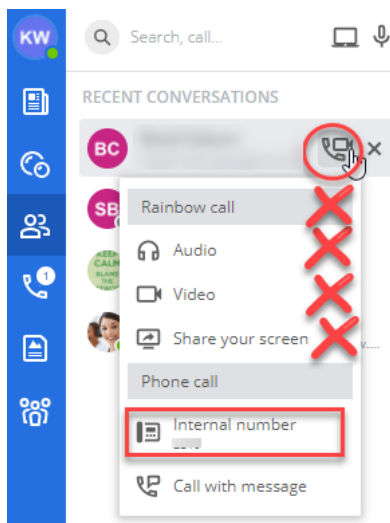 KW
Search, call...
RECENT CONVERSATIONS
BC
SB
Rainbow call
Audio
KEEP
CALM
BLAME
Video
Share your screen
Phone call
1
Internal number
Call with message